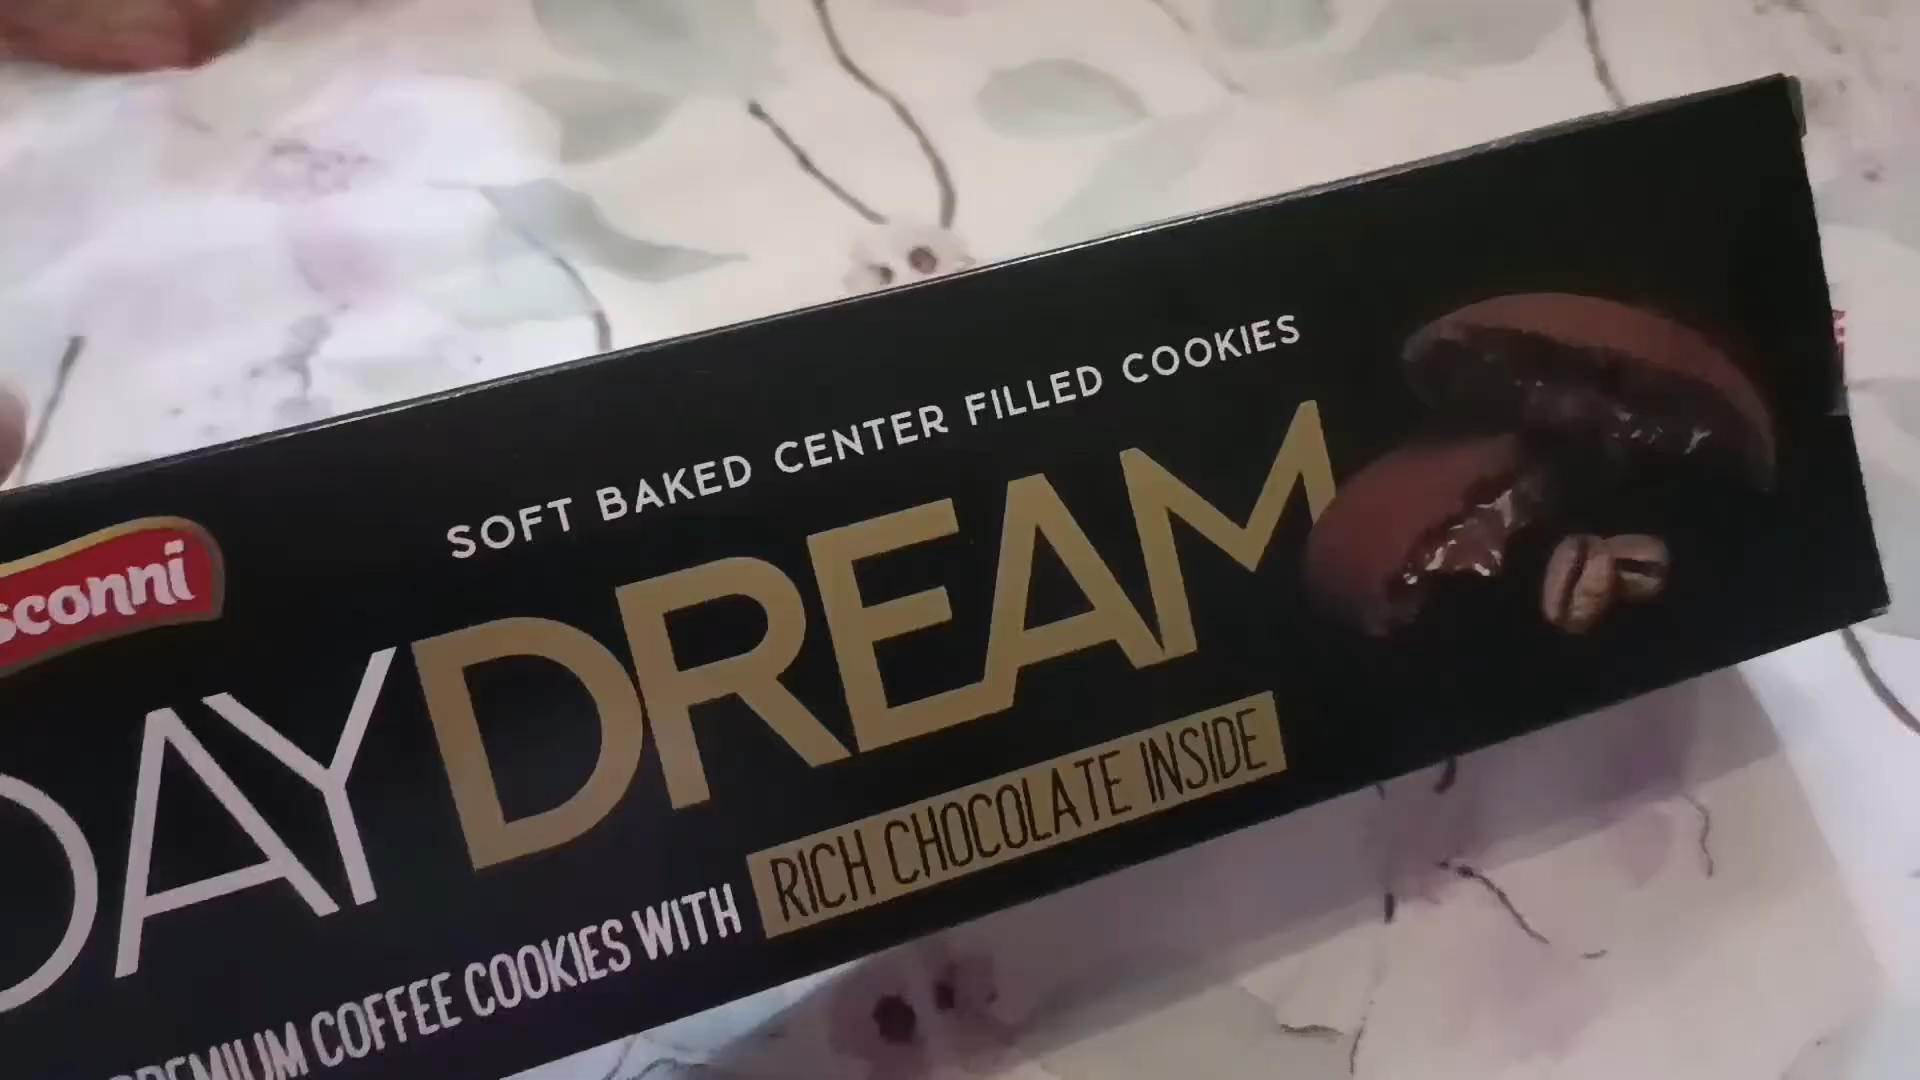 SOFT BAKED CENTER FILLED COOKIES
sconni
DAYDREAM
PREMIUM COFFEE COOKIES WITH RICH CHOCOLATE INSIDE